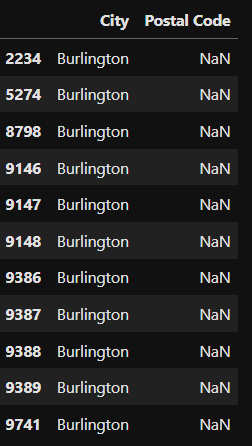 City Postal Code
2234 Burlington NaN
5274 Burlington NaN
8798 Burlington NaN
9146 Burlington NaN
9147 Burlington NaN
9148 Burlington NaN
9386 Burlington NaN
9387 Burlington NaN
9388 Burlington NaN
9389 Burlington NaN
9741 Burlington NaN